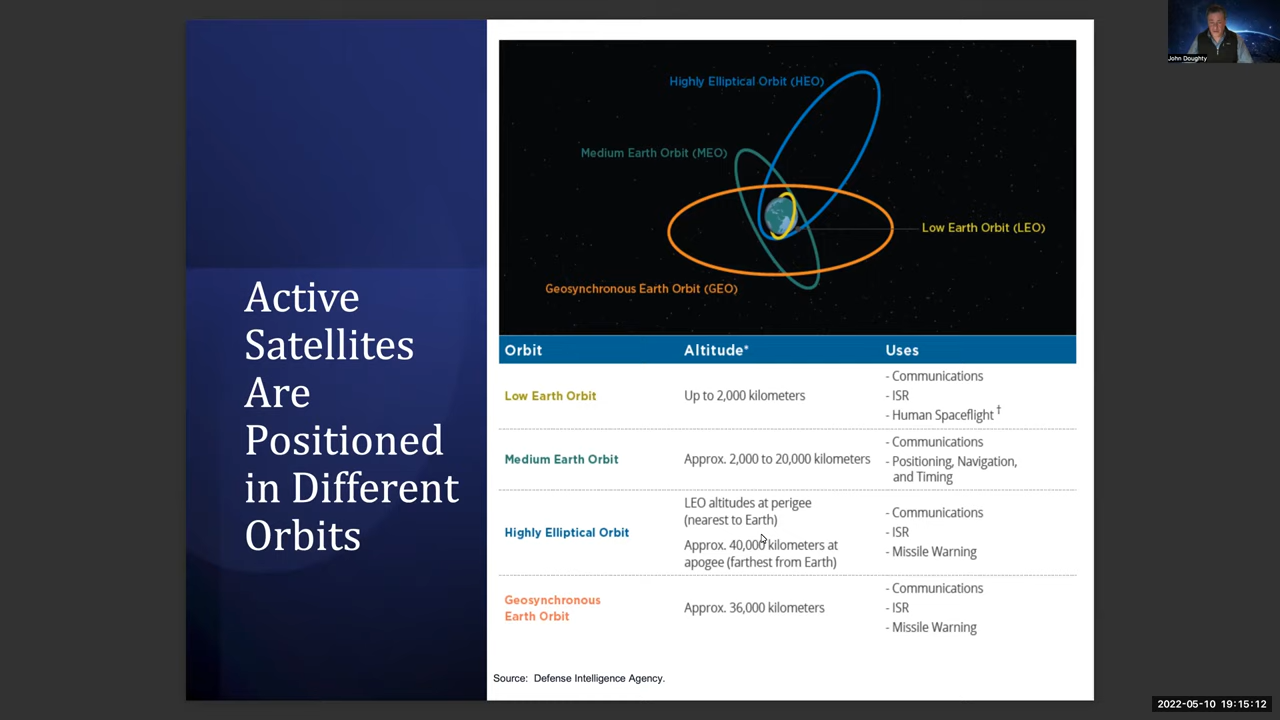 John Doughty
Active
Satellites
Are
Positioned
in Different
Orbits
Highly Elliptical Orbit (HEO)
Medium Earth Orbit (MEO)
Low Earth Orbit (LEO)
Geosynchronous Earth Orbit (GEO)
Orbit Altitude* Uses
Low Earth Orbit
Up to 2,000 kilometers
- Communications
- ISR
- Human Spaceflight †
Medium Earth Orbit
Approx. 2,000 to 20,000 kilometers
- Communications
- Positioning, Navigation,
and Timing
Highly Elliptical Orbit
LEO altitudes at perigee
(nearest to Earth)
Approx. 40,000 kilometers at
apogee (farthest from Earth)
- Communications
- ISR
- Missile Warning
Geosynchronous
Earth Orbit
Approx. 36,000 kilometers
- Communications
- ISR
- Missile Warning
Source: Defense Intelligence Agency.
2022-05-10 19:15:12